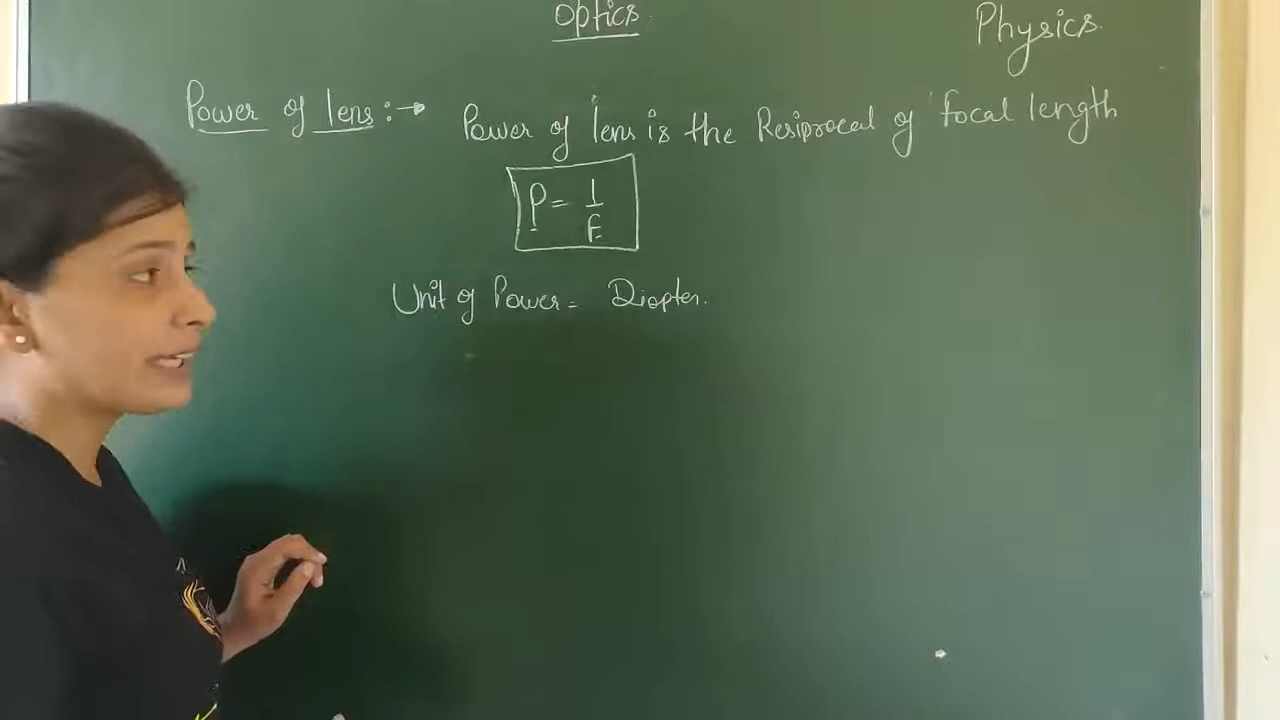 Optics
Physics.
Power of lens :→ Power of lens is the Resiprocal of focal length
P = 1/F
Unit of Power = Diopter.